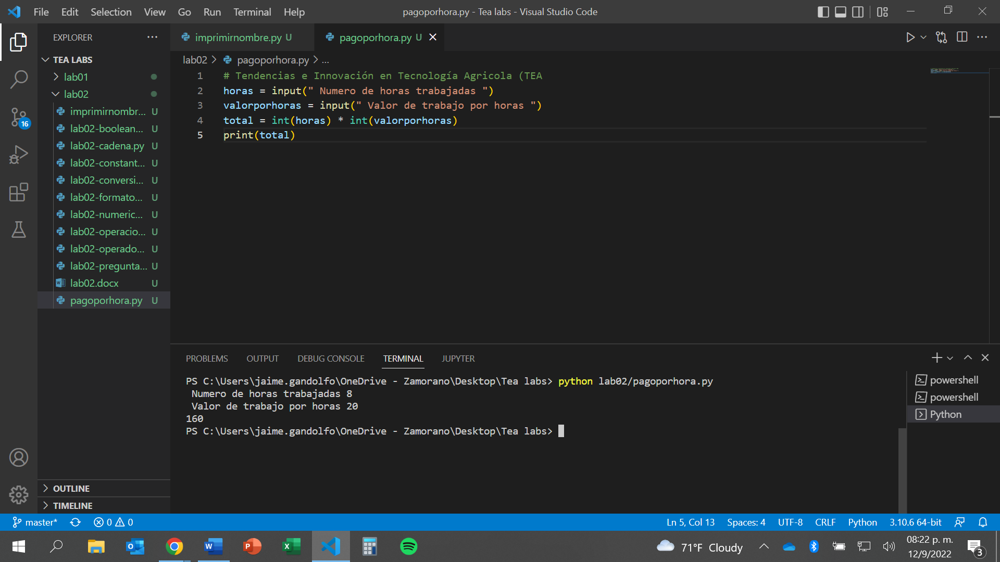 File Edit Selection View Go Run Terminal Help
pagoporhora.py - Tea labs - Visual Studio Code
EXPLORER
TEA LABS
lab01
lab02
imprimirnombr... U
lab02-boolean... U
lab02-cadena.py U
lab02-constant... U
lab02-conversi... U
lab02-formato... U
lab02-numeric... U
lab02-operacio... U
lab02-operado... U
lab02-pregunta... U
lab02.docx U
pagoporhora.py U
OUTLINE
TIMELINE
16
imprimirnombre.py U
pagoporhora.py U
lab02 > pagoporhora.py > ...
1 # Tendencias e Innovación en Tecnología Agricola (TEA
2 horas = input(" Numero de horas trabajadas ")
3 valorporhoras = input(" Valor de trabajo por horas ")
4 total = int(horas) * int(valorporhoras)
5 print(total)
PROBLEMS OUTPUT DEBUG CONSOLE TERMINAL JUPYTER
PS C:\Users\jaime.gandolfo\OneDrive - Zamorano\Desktop\Tea labs> python lab02/pagoporhora.py
Numero de horas trabajadas 8
Valor de trabajo por horas 20
160
PS C:\Users\jaime.gandolfo\OneDrive - Zamorano\Desktop\Tea labs>
powershell
powershell
Python
master* 0 0
Ln 5, Col 13 Spaces: 4 UTF-8 CRLF Python 3.10.6 64-bit
71°F Cloudy
08:22 p. m.
12/9/2022
3